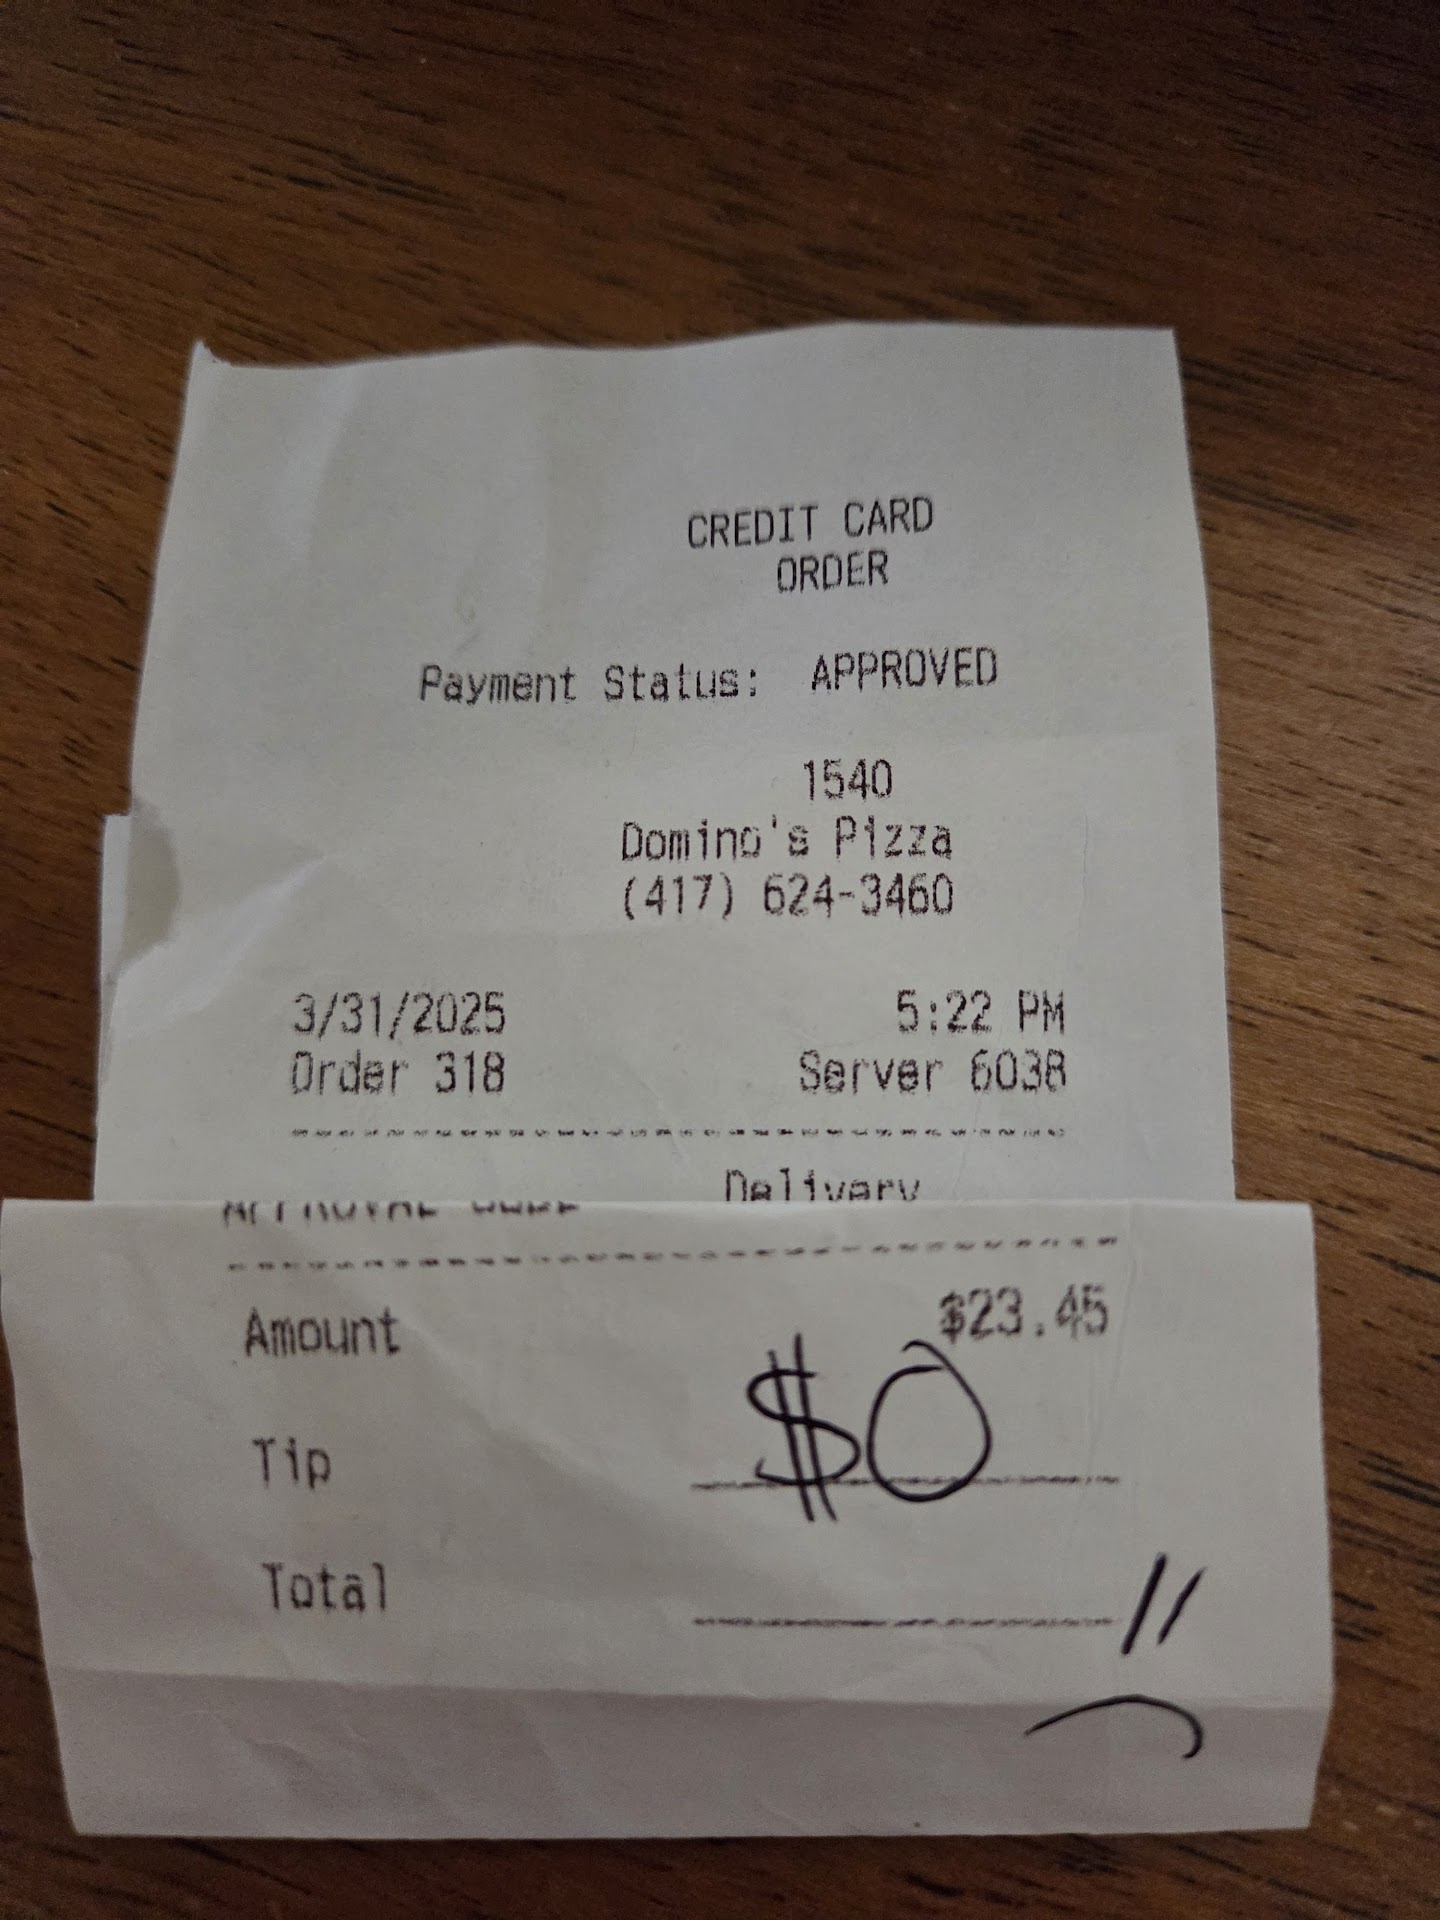 CREDIT CARD
ORDER
Payment Status: APPROVED
1540
Domino's Pizza
(417) 624-3460
3/31/2025 5:22 PM
Order 318 Server 6038
Delivery
Amount $23.45
Tip $0
Total